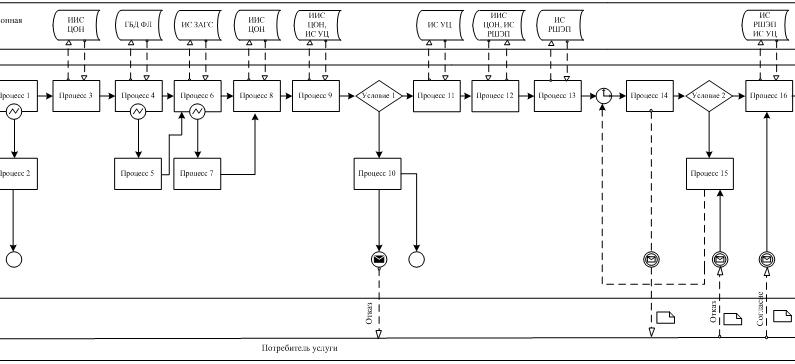 ИИС
ЦОН
ГБД ФЛ
ИС ЗАГС
ИИС
ЦОН
ИИС
ЦОН,
ИС УЦ
ИС УЦ
ИИС
ЦОН, ИС
РШЭП
ИС
РШЭП
ИС
РШЭП
ИС УЦ
онная
Процесс 1
Процесс 3
Процесс 4
Процесс 6
Процесс 8
Процесс 9
Условие 1
Процесс 11
Процесс 12
Процесс 13
Процесс 14
Условие 2
Процесс 16
Процесс 2
Процесс 5
Процесс 7
Процесс 10
Процесс 15
Отказ
Отказ
Согласие
Потребитель услуги